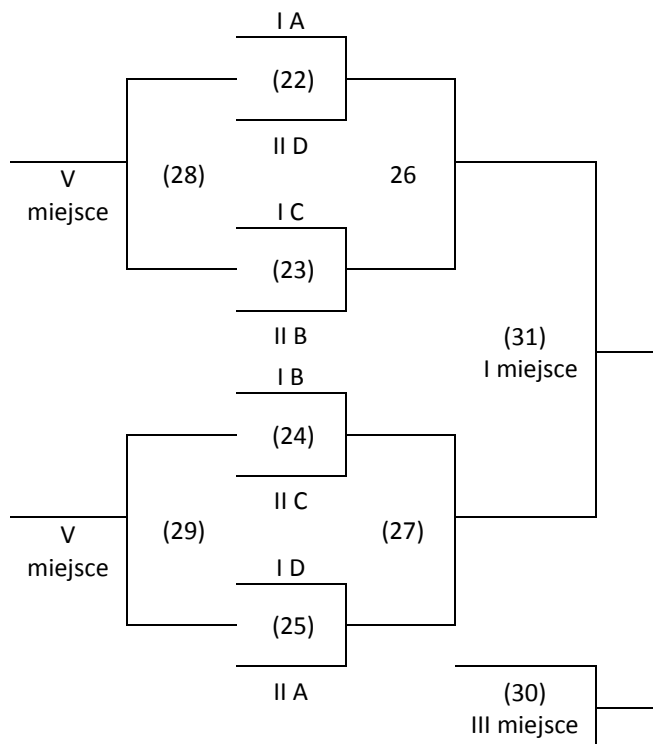 I A
(22)
II D
V
miejsce
(28)
26
I C
(23)
II B
(31)
I miejsce
I B
(24)
II C
V
miejsce
(29)
(27)
I D
(25)
II A
(30)
III miejsce